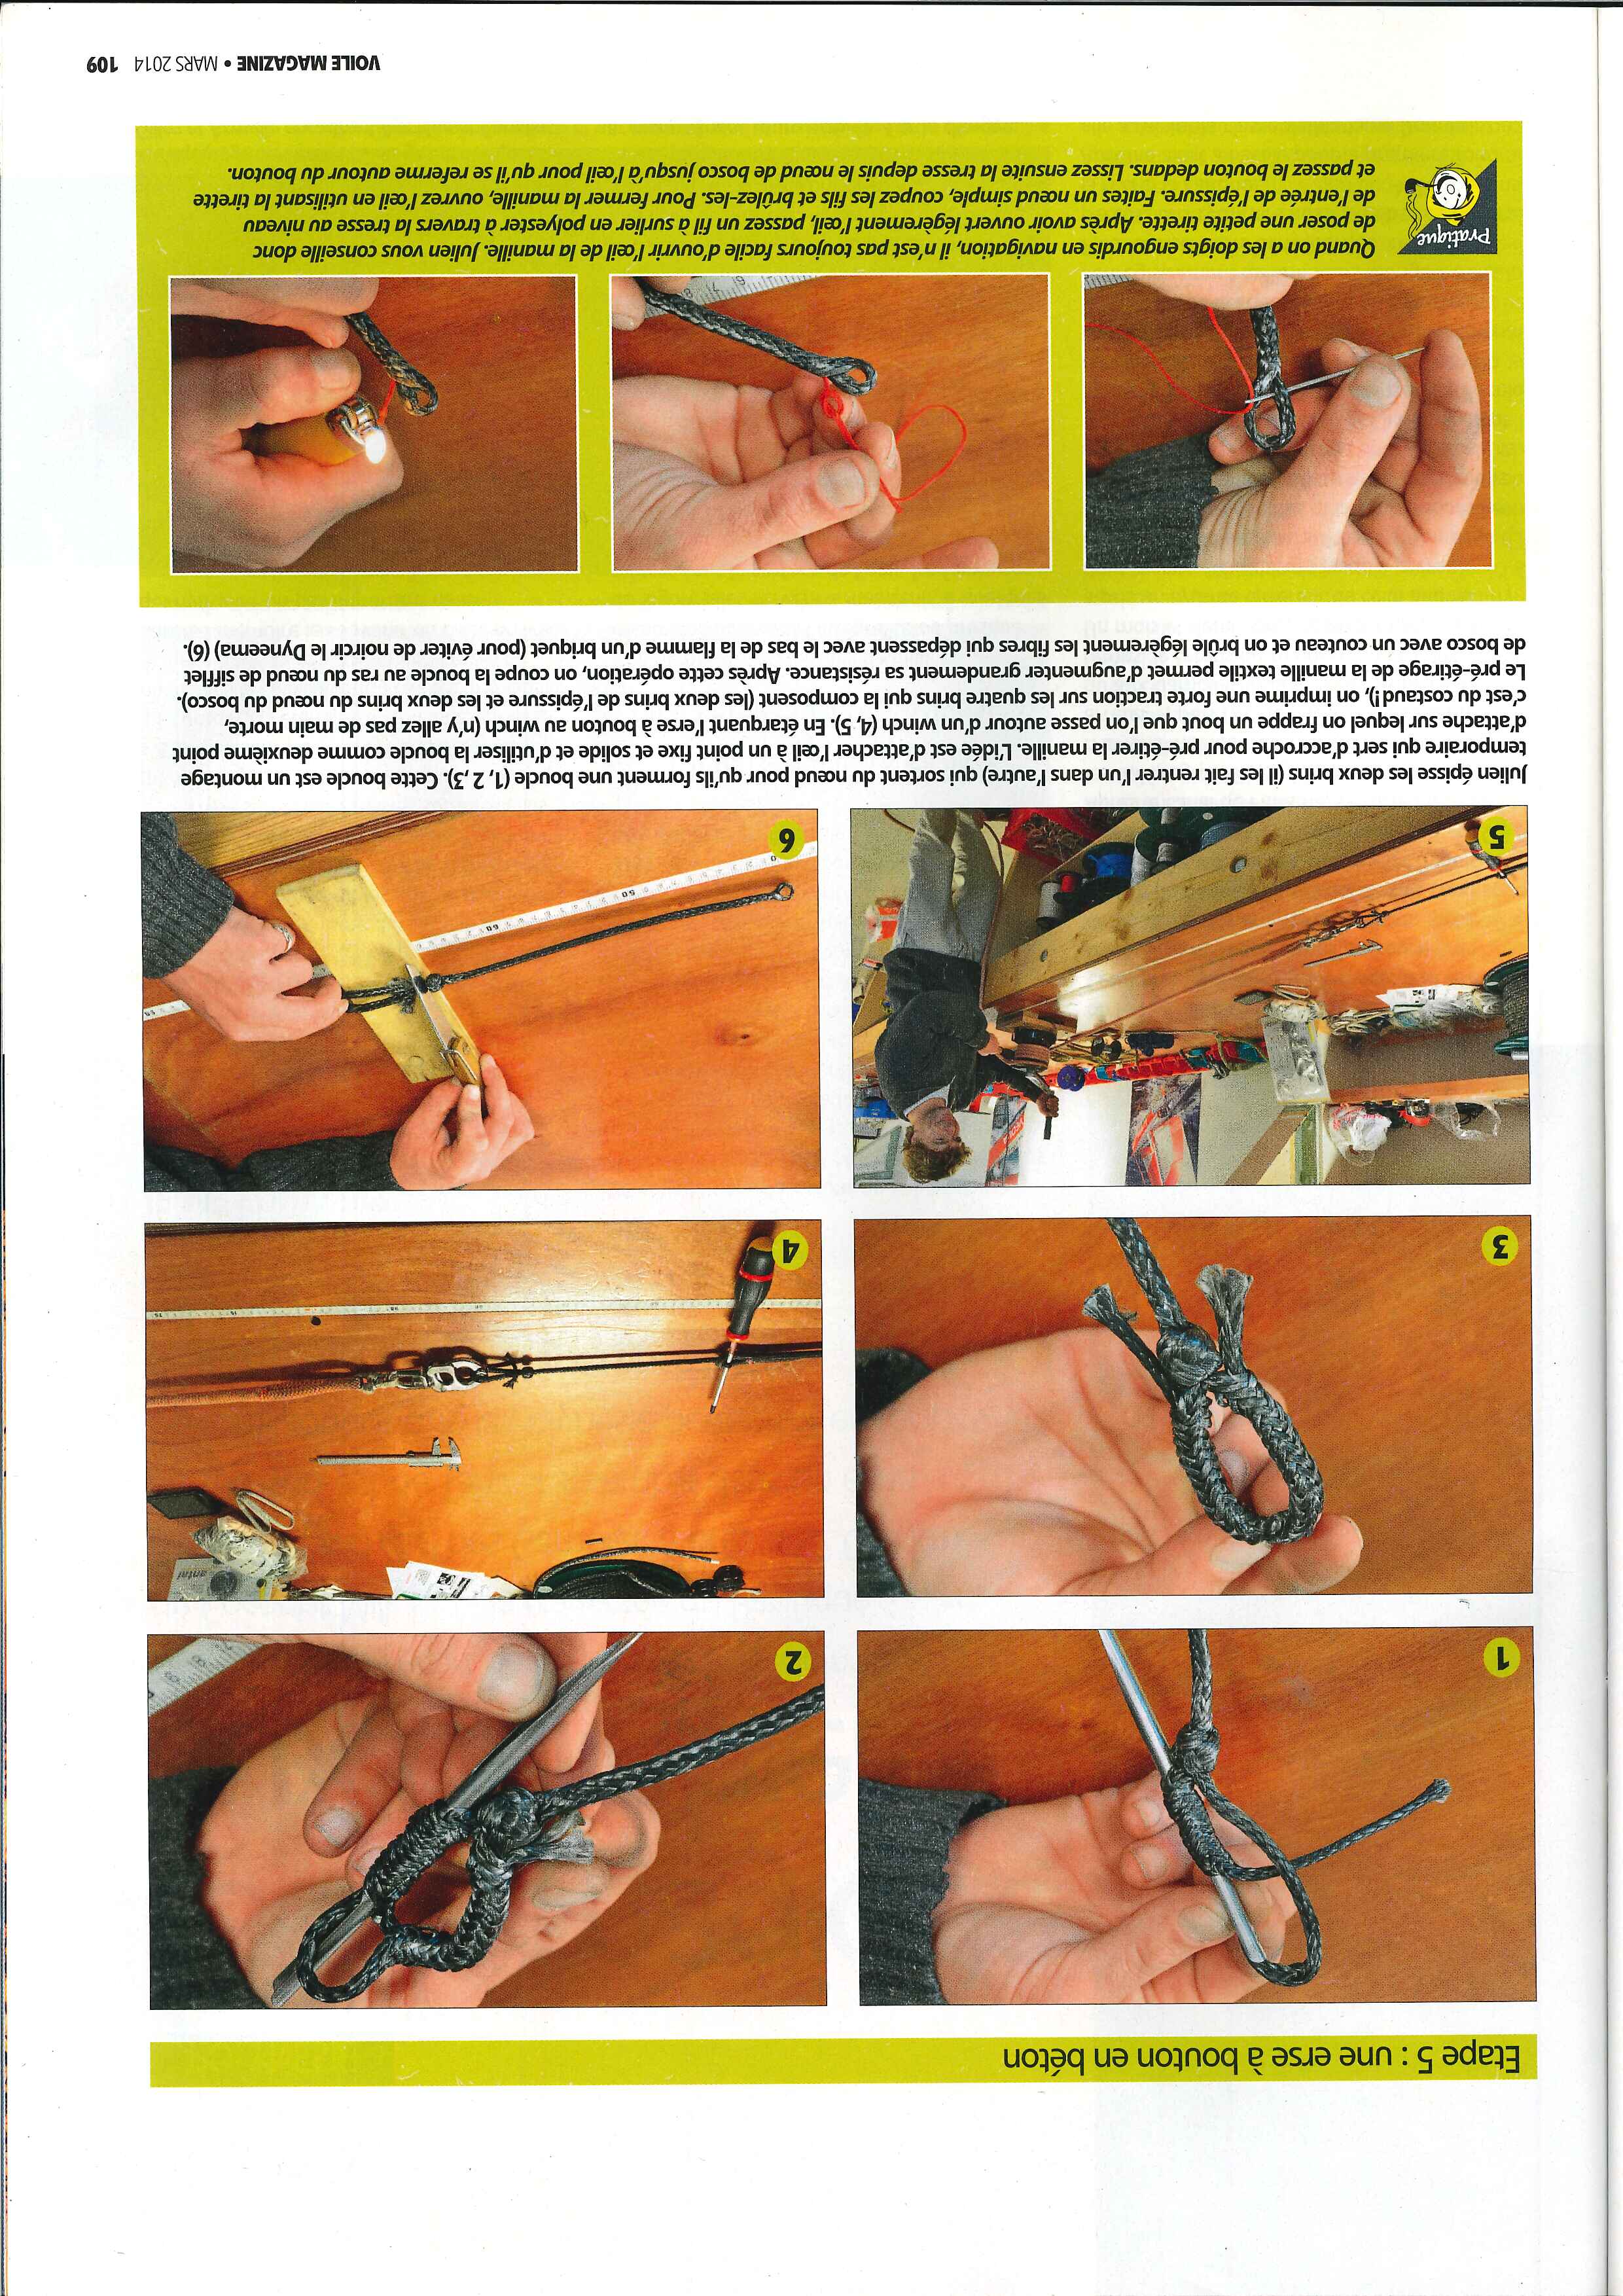 Etape 5 : une erse à bouton en béton
1
2
3
4
5
6
Julien épisse les deux brins (il les fait rentrer l'un dans l'autre) qui sortent du nœud pour qu'ils forment une boucle (1, 2 ,3). Cette boucle est un montage
temporaire qui sert d'accroche pour pré-étirer la manille. L'idée est d'attacher l'œil à un point fixe et solide et d'utiliser la boucle comme deuxième point
d'attache sur lequel on frappe un bout que l'on passe autour d'un winch (4, 5). En étarquant l'erse à bouton au winch (n'y allez pas de main morte,
c'est du costaud !), on imprime une forte traction sur les quatre brins qui la composent (les deux brins de l'épissure et les deux brins du nœud du bosco).
Le pré-étirage de la manille textile permet d'augmenter grandement sa résistance. Après cette opération, on coupe la boucle au ras du nœud de sifflet
de bosco avec un couteau et on brûle légèrement les fibres qui dépassent avec le bas de la flamme d'un briquet (pour éviter de noircir le Dyneema) (6).
Pratique
Quand on a les doigts engourdis en navigation, il n'est pas toujours facile d'ouvrir l'œil de la manille. Julien vous conseille donc
de poser une petite tirette. Après avoir ouvert légèrement l'œil, passez un fil à surlier en polyester à travers la tresse au niveau
de l'entrée de l'épissure. Faites un nœud simple, coupez les fils et brûlez-les. Pour fermer la manille, ouvrez l'œil en utilisant la tirette
et passez le bouton dedans. Lissez ensuite la tresse depuis le nœud de bosco jusqu'à l'œil pour qu'il se referme autour du bouton.
VOILE MAGAZINE • MARS 2014 109